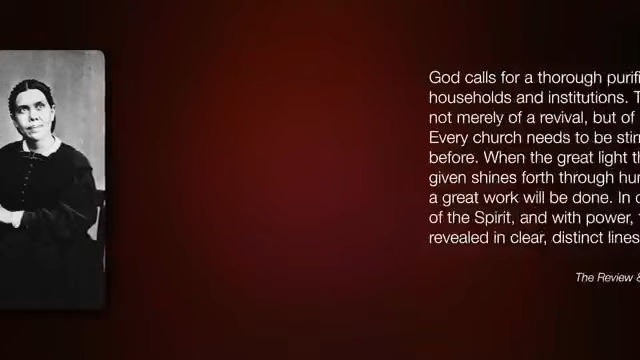 God calls for a thorough purifi
households and institutions. T
not merely of a revival, but of
Every church needs to be stir
before. When the great light th
given shines forth through hu
a great work will be done. In
of the Spirit, and with power,
revealed in clear, distinct lines
The Review &